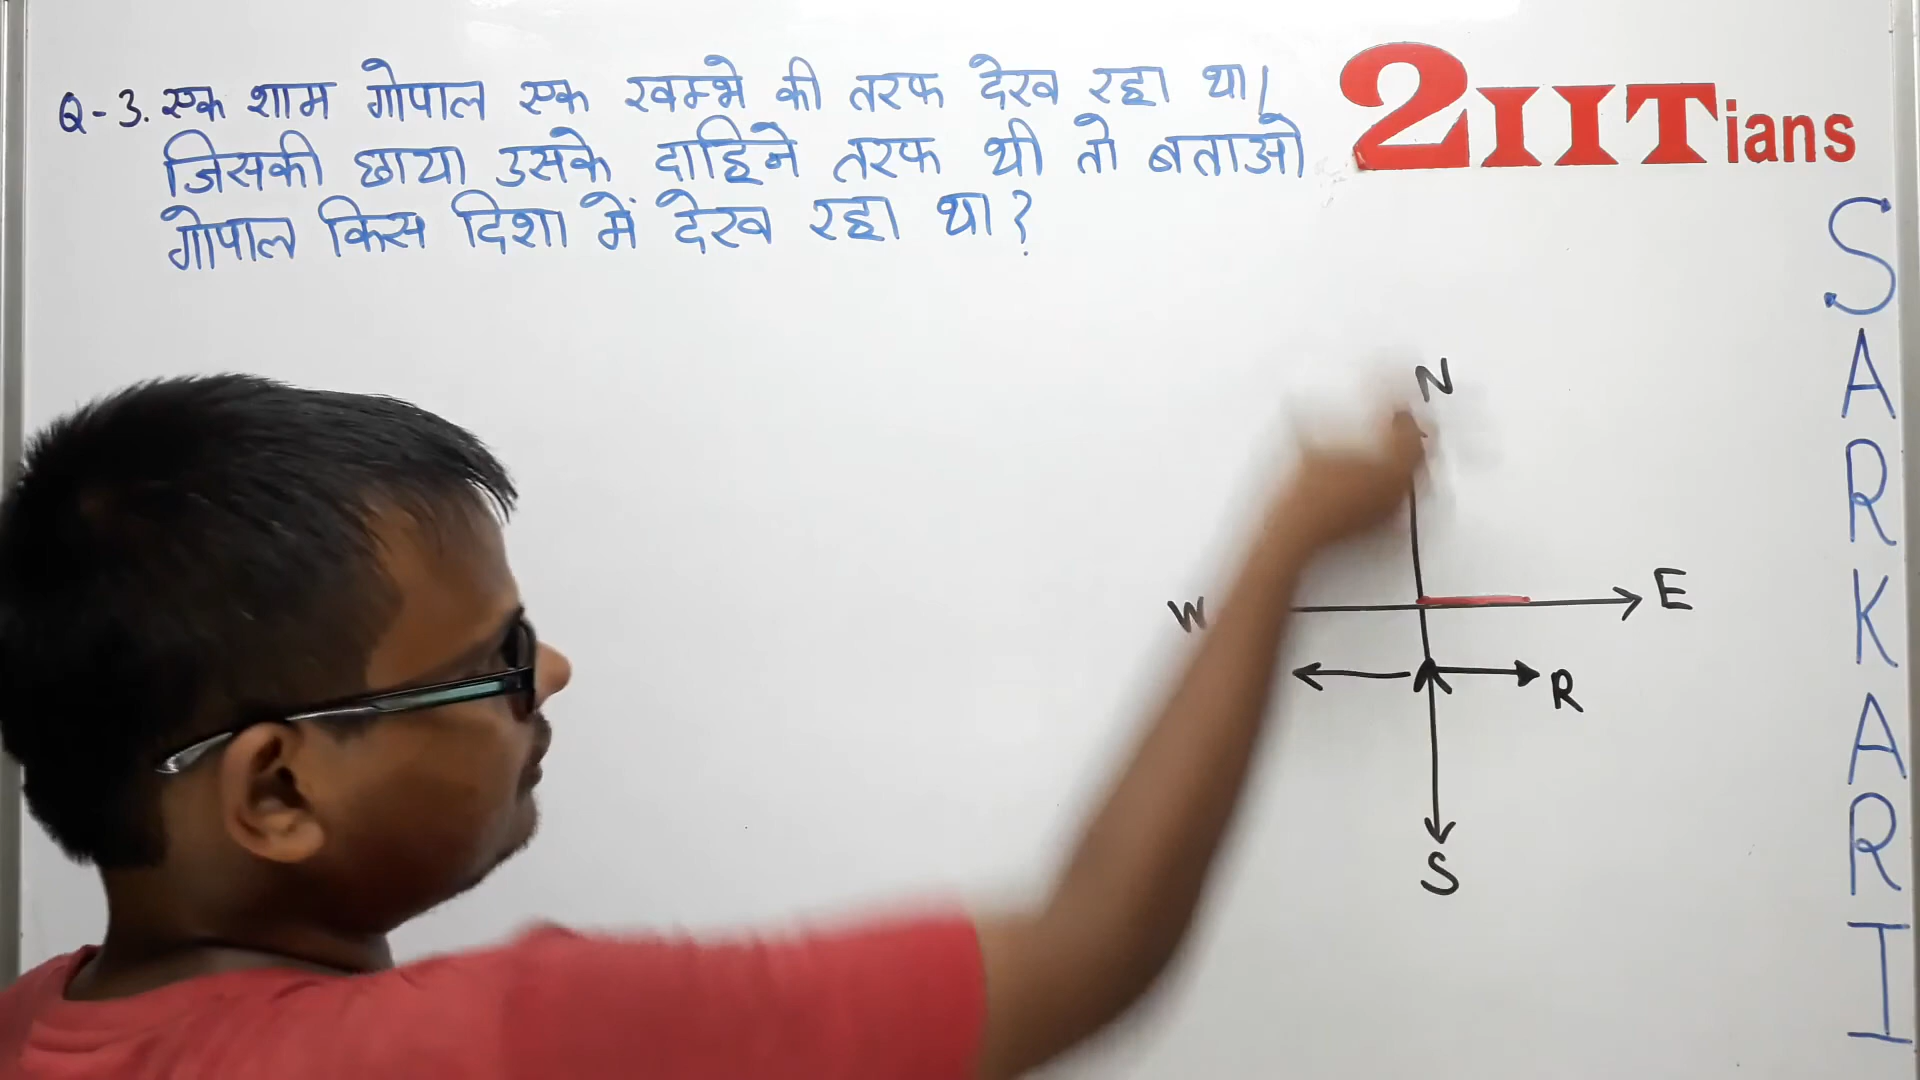 Q-3. एक शाम गोपाल एक खम्भे की तरफ देख रहा था।
जिसकी छाया उसके दाहिने तरफ थी तो बताओ
गोपाल किस दिशा में देख रहा था?
2IITians
SARKARI
N
W
E
R
S